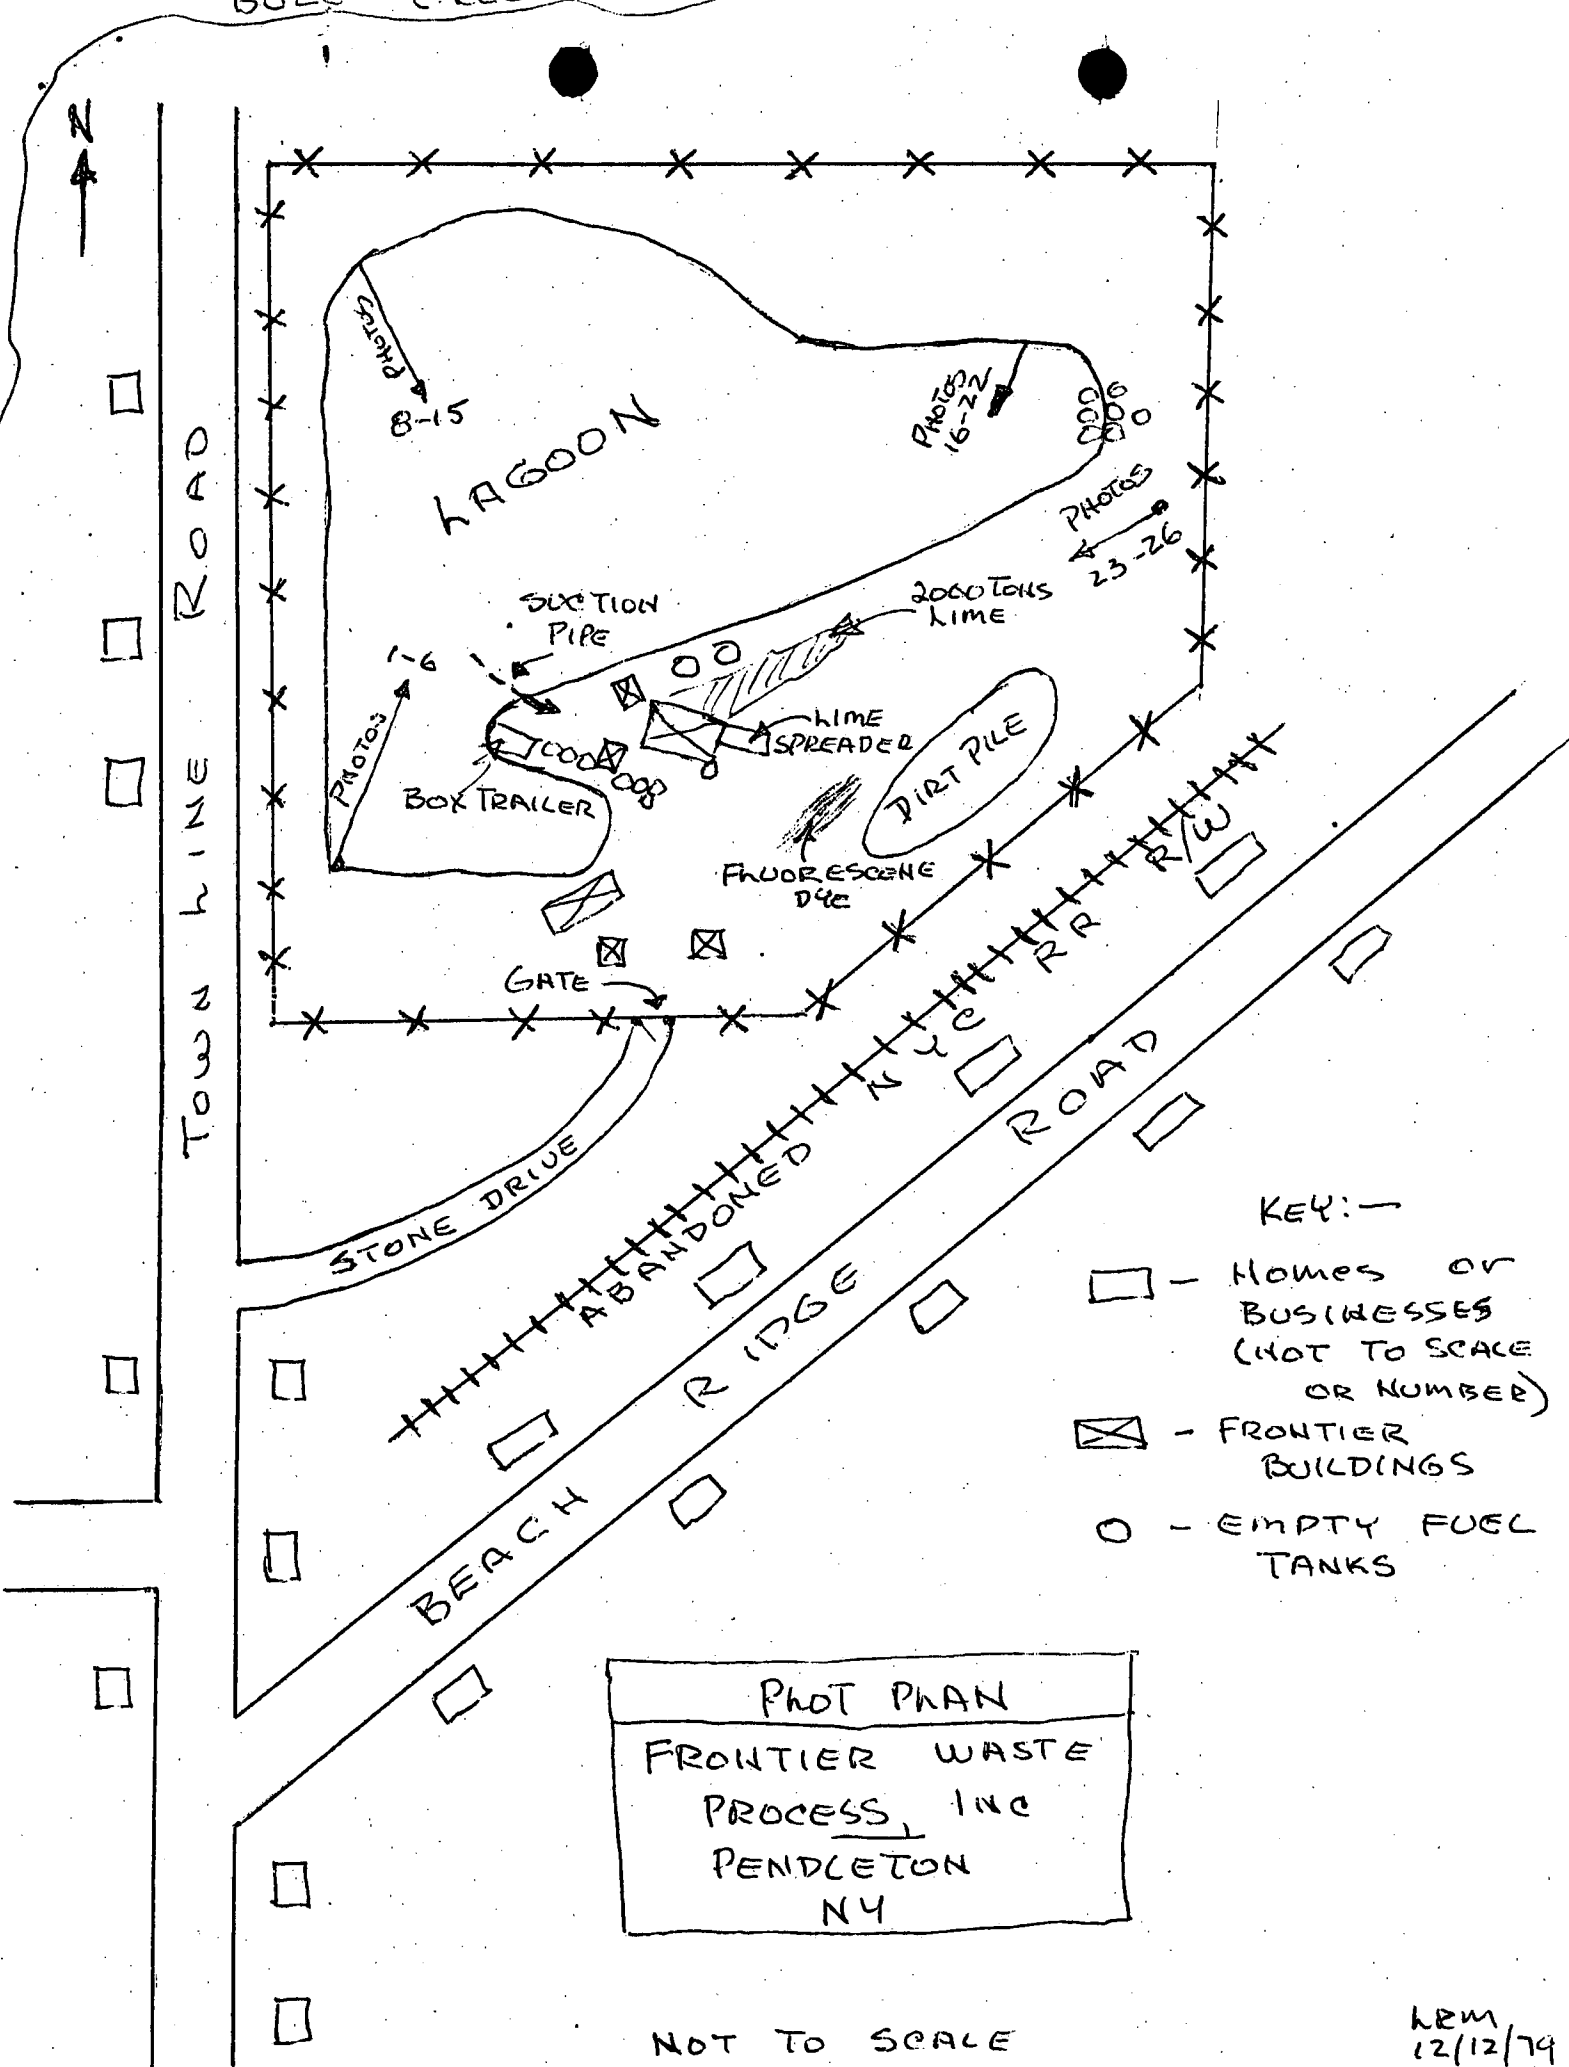 N
TOWN LINE ROAD
PHOTOS
8-15
LAGOON
PHOTOS
16-22
PHOTOS
23-26
SUCTION
PIPE
2000 TONS
LIME
1-6
PHOTOS
LIME
SPREADER
BOX TRAILER
DIRT PILE
FLUORESCENE
DYE
GATE
STONE DRIVE
ABANDONED NYC RR R/W
BEACH RIDGE ROAD
KEY:-
- Homes or
BUSINESSES
(NOT TO SCALE
OR NUMBER)
- FRONTIER
BUILDINGS
- EMPTY FUEL
TANKS
PLOT PLAN
FRONTIER WASTE
PROCESS, INC
PENDLETON
NY
NOT TO SCALE
LRM
12/12/79